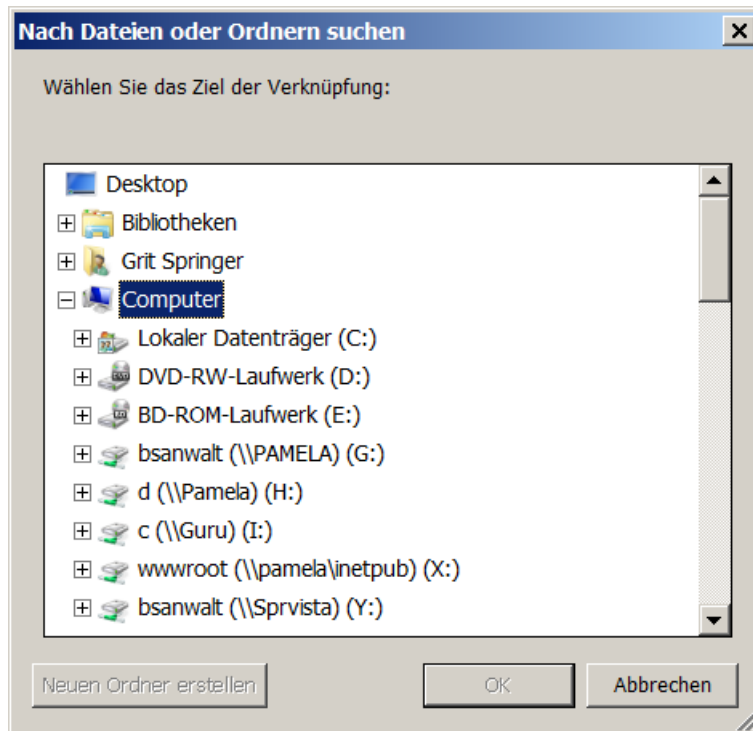 Nach Dateien oder Ordnern suchen
Wählen Sie das Ziel der Verknüpfung:
Desktop
Bibliotheken
Grit Springer
Computer
Lokaler Datenträger (C:)
DVD-RW-Laufwerk (D:)
BD-ROM-Laufwerk (E:)
bsanwalt (\\PAMELA) (G:)
d (\\Pamela) (H:)
c (\\Guru) (I:)
wwwroot (\\pamela\inetpub) (X:)
bsanwalt (\\Sprvista) (Y:)
Neuen Ordner erstellen OK Abbrechen